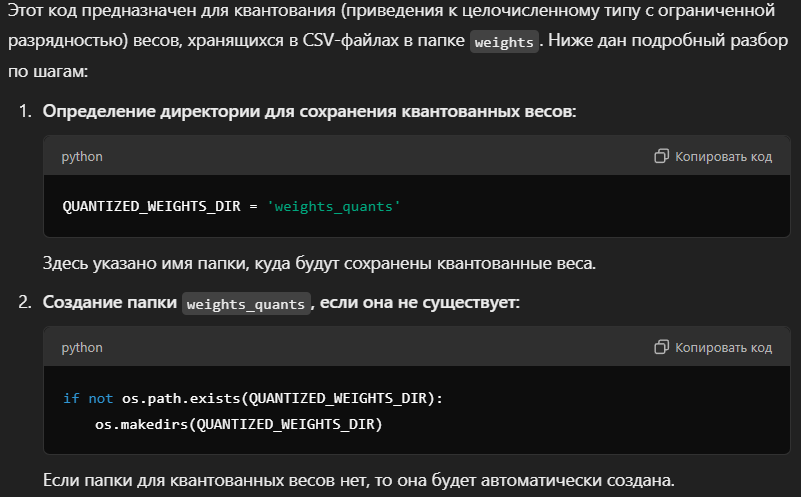 Этот код предназначен для квантования (приведения к целочисленному типу с ограниченной
разрядностью) весов, хранящихся в CSV-файлах в папке weights. Ниже дан подробный разбор
по шагам:
1. Определение директории для сохранения квантованных весов:
python Копировать код
QUANTIZED_WEIGHTS_DIR = 'weights_quants'
Здесь указано имя папки, куда будут сохранены квантованные веса.
2. Создание папки weights_quants, если она не существует:
python Копировать код
if not os.path.exists(QUANTIZED_WEIGHTS_DIR):
    os.makedirs(QUANTIZED_WEIGHTS_DIR)
Если папки для квантованных весов нет, то она будет автоматически создана.